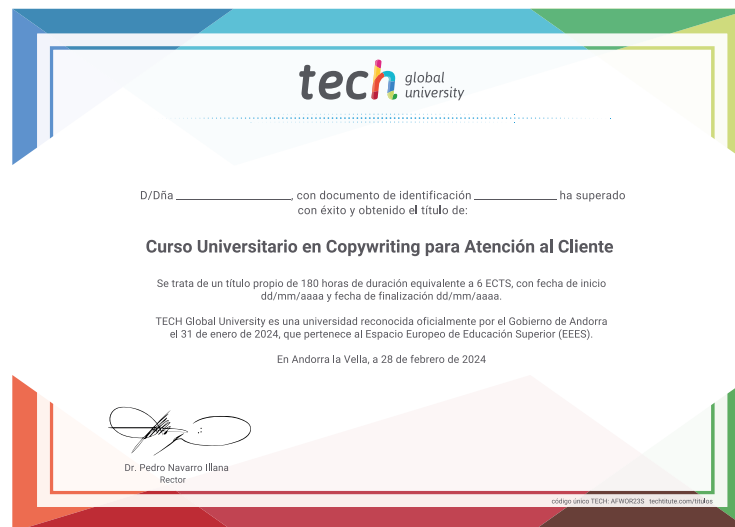 tech global university
D/Dña ____________, con documento de identificación _________ ha superado
con éxito y obtenido el título de:
Curso Universitario en Copywriting para Atención al Cliente
Se trata de un título propio de 180 horas de duración equivalente a 6 ECTS, con fecha de inicio
dd/mm/aaaa y fecha de finalización dd/mm/aaaa.
TECH Global University es una universidad reconocida oficialmente por el Gobierno de Andorra
el 31 de enero de 2024, que pertenece al Espacio Europeo de Educación Superior (EEES).
En Andorra la Vella, a 28 de febrero de 2024
Dr. Pedro Navarro Illana
Rector
código único TECH: AFWOR23S techtitute.com/titulos